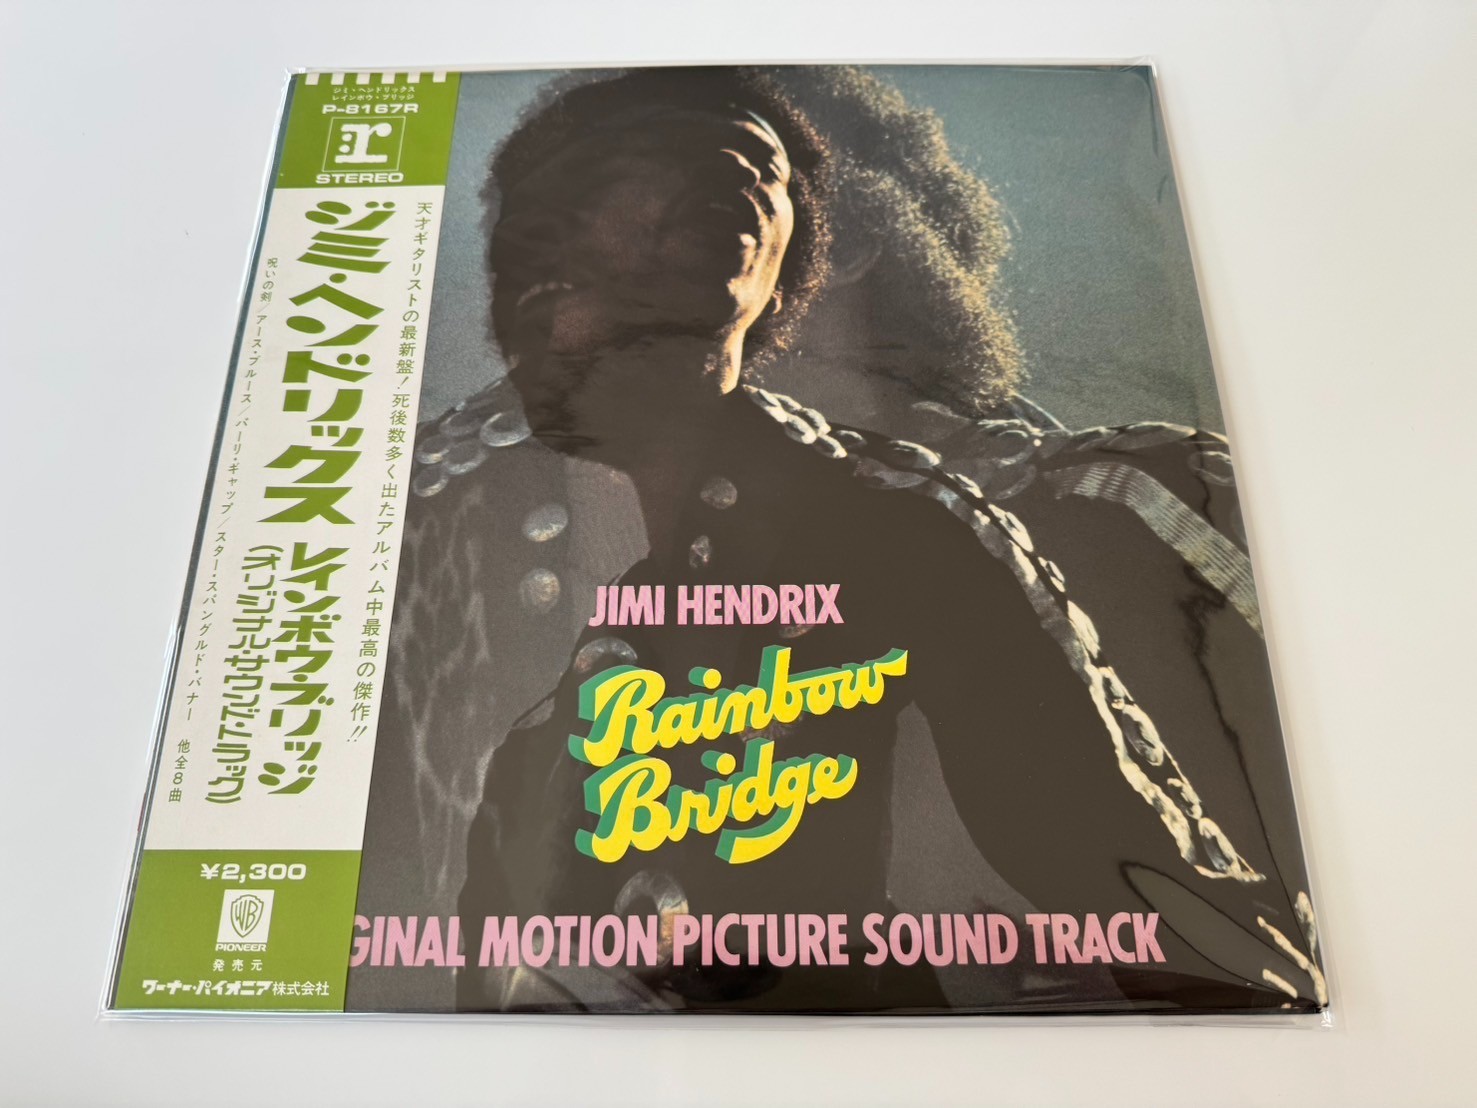 ジミ・ヘンドリックス
レインボウ・ブリッジ
P-8167R
r
STEREO
天才ギタリストの最新盤!死後数多く出たアルバム中最高の傑作!!
ジミ・ヘンドリックス レインボウ・ブリッジ
(オリジナル・サウンド・トラック)
呪いの剣/アース・ブルース/パーリ・ギャップ/スター・スパングルド・バナー 他全8曲
¥2,300
WB
PIONEER
発売元
ワーナー・パイオニア株式会社
JIMI HENDRIX
Rainbow
Bridge
GINAL MOTION PICTURE SOUND TRACK